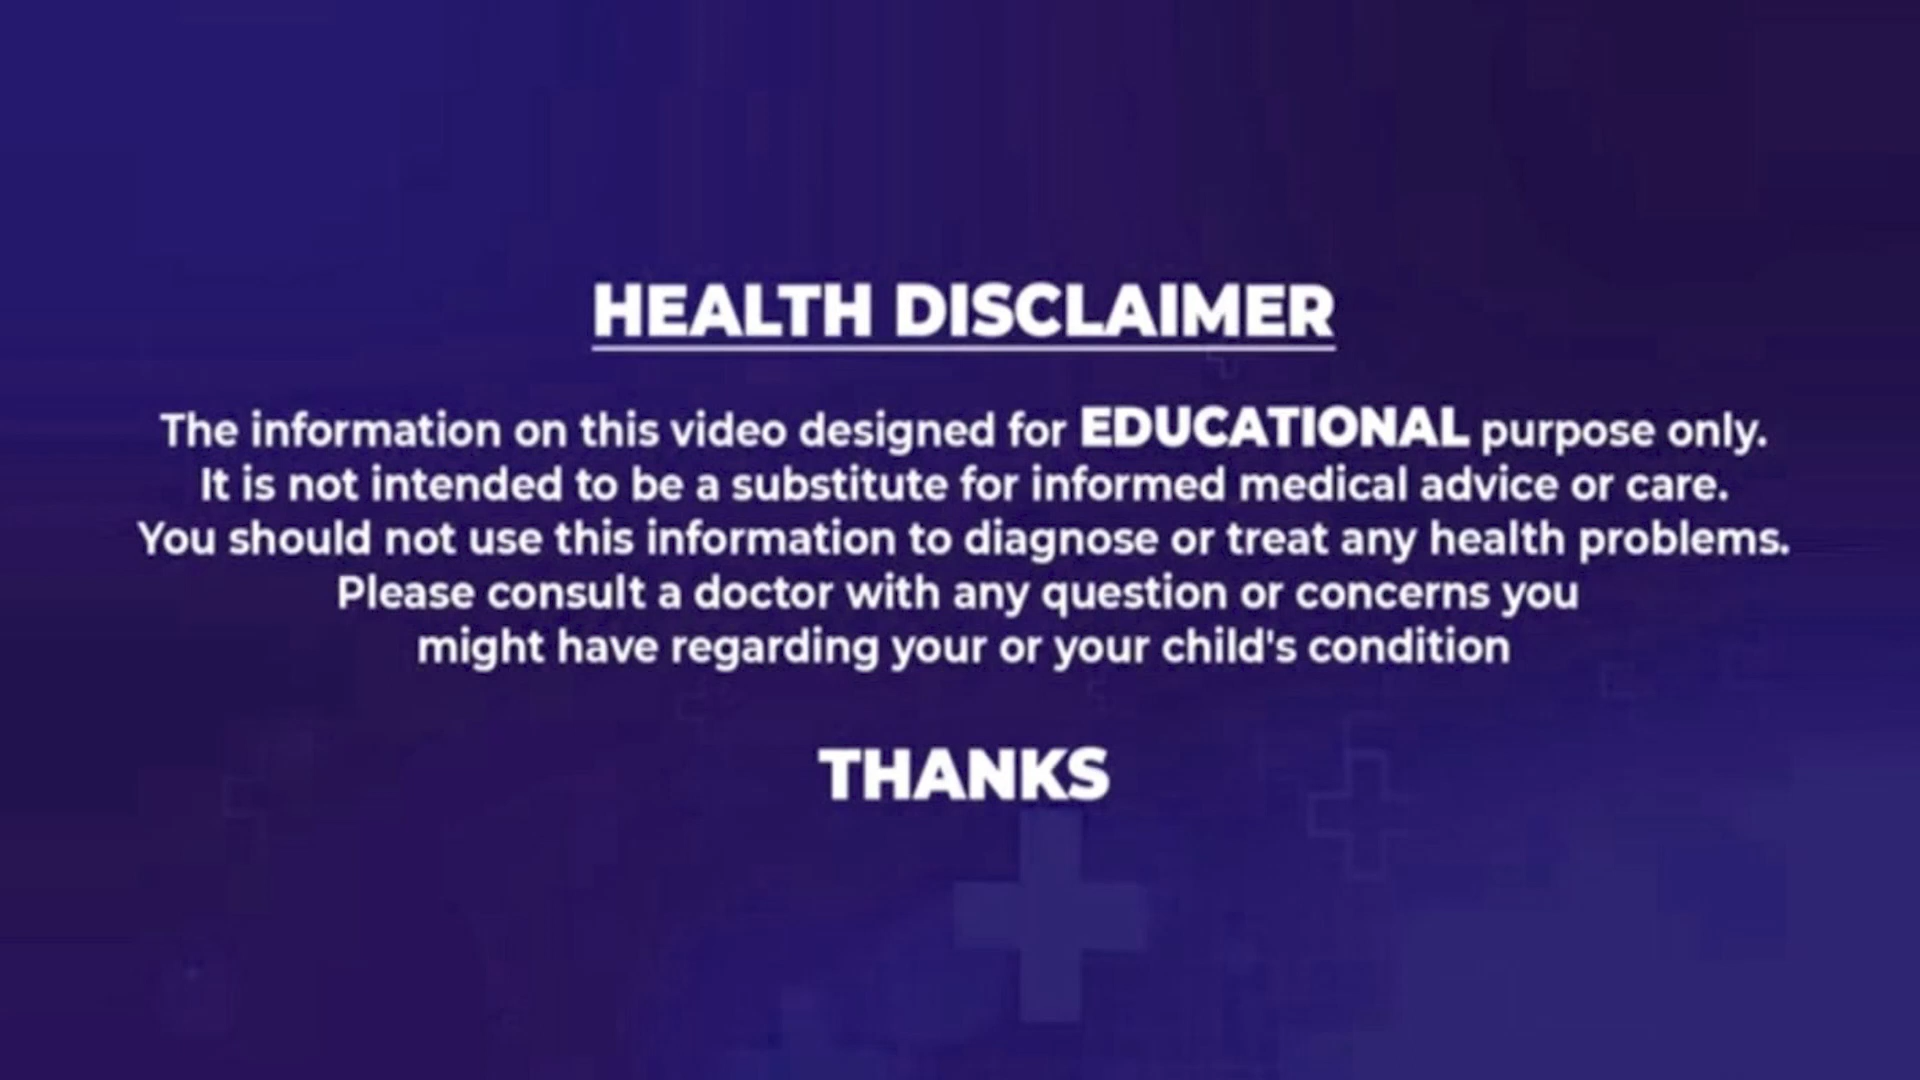 HEALTH DISCLAIMER
The information on this video designed for EDUCATIONAL purpose only.
It is not intended to be a substitute for informed medical advice or care.
You should not use this information to diagnose or treat any health problems.
Please consult a doctor with any question or concerns you
might have regarding your or your child's condition
THANKS